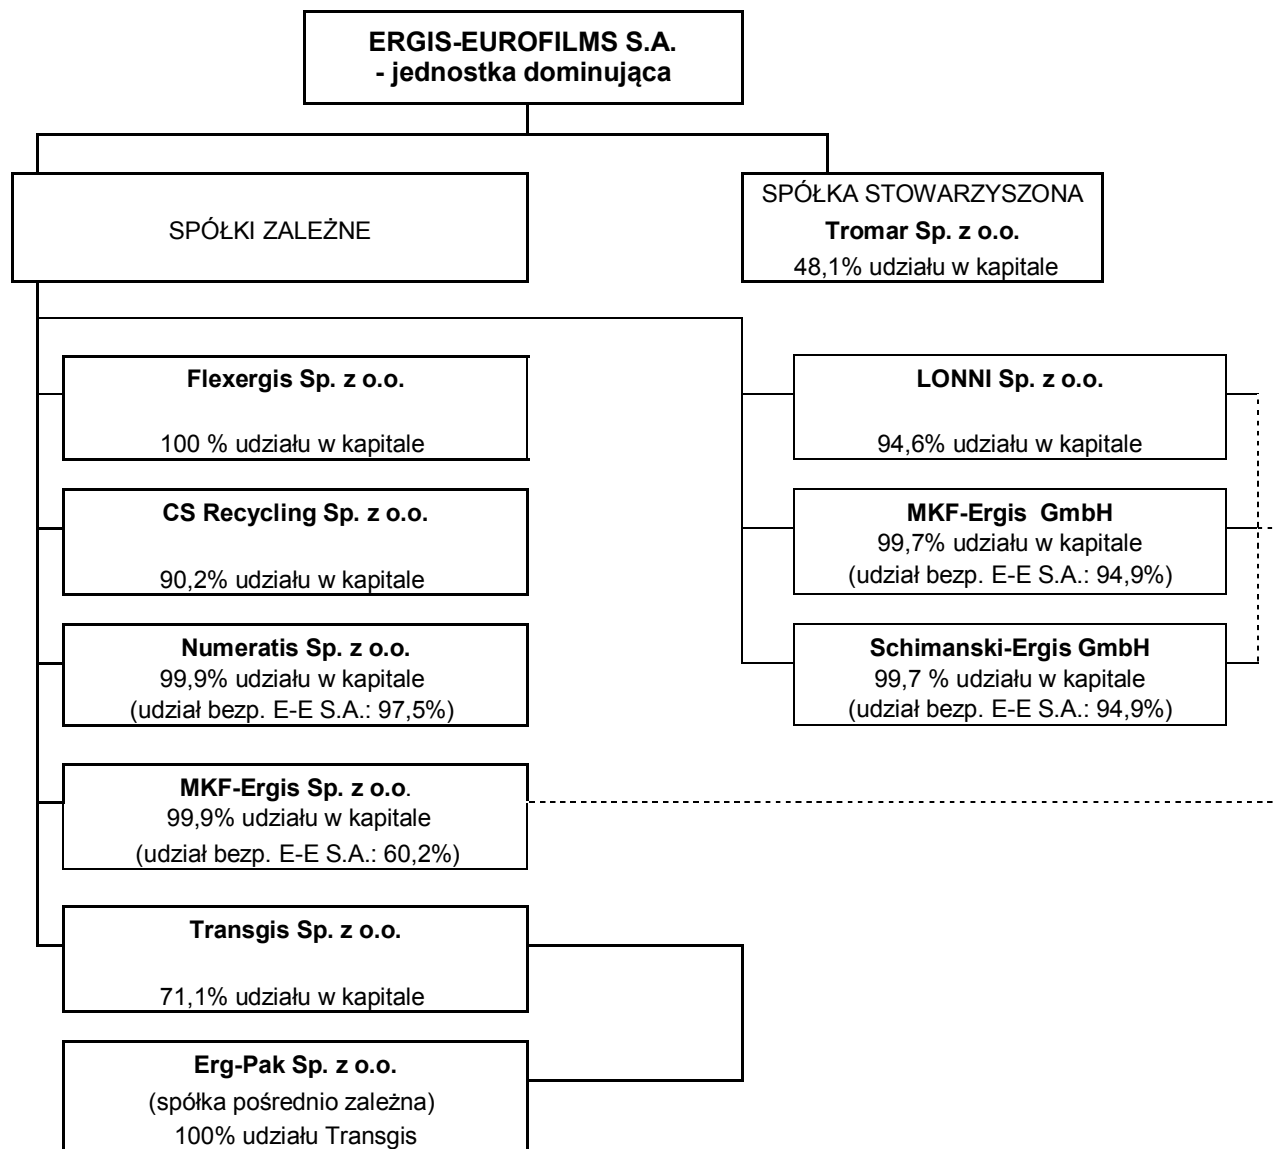 ERGIS-EUROFILMS S.A.
- jednostka dominująca
SPÓŁKI ZALEŻNE
SPÓŁKA STOWARZYSZONA
Tromar Sp. z o.o.
48,1% udziału w kapitale
Flexergis Sp. z o.o.
100 % udziału w kapitale
CS Recycling Sp. z o.o.
90,2% udziału w kapitale
Numeratis Sp. z o.o.
99,9% udziału w kapitale
(udział bezp. E-E S.A.: 97,5%)
MKF-Ergis Sp. z o.o.
99,9% udziału w kapitale
(udział bezp. E-E S.A.: 60,2%)
Transgis Sp. z o.o.
71,1% udziału w kapitale
Erg-Pak Sp. z o.o.
(spółka pośrednio zależna)
100% udziału Transgis
LONNI Sp. z o.o.
94,6% udziału w kapitale
MKF-Ergis GmbH
99,7% udziału w kapitale
(udział bezp. E-E S.A.: 94,9%)
Schimanski-Ergis GmbH
99,7 % udziału w kapitale
(udział bezp. E-E S.A.: 94,9%)